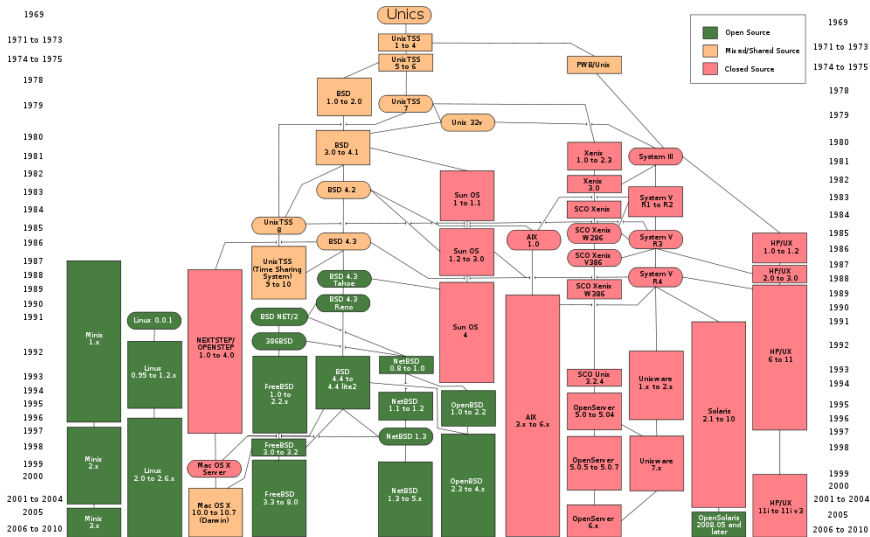 Unics
1969
1971 to 1973
1974 to 1975
1978
1979
1980
1981
1982
1983
1984
1985
1986
1987
1988
1989
1990
1991
1992
1993
1994
1995
1996
1997
1998
1999
2000
2001 to 2004
2005
2006 to 2010
Open Source
Mixed/Shared Source
Closed Source
1969
1971 to 1973
1974 to 1975
1978
1979
1980
1981
1982
1983
1984
1985
1986
1987
1988
1989
1990
1991
1992
1993
1994
1995
1996
1997
1998
1999
2000
2001 to 2004
2005
2006 to 2010
UnixTSS
1 to 4
UnixTSS
5 to 6
PWB/Unix
BSD
1.0 to 2.0
UnixTSS
7
Unix 32v
BSD
3.0 to 4.1
Xenix
1.0 to 2.3
System III
Xenix
3.0
BSD 4.2
Sun OS
1 to 1.1
System V
R1 to R2
SCO Xenix
UnixTSS
8
SCO Xenix
W286
AIX
1.0
System V
R3
BSD 4.3
HP/UX
1.0 to 1.2
UnixTSS
(Time Sharing
System)
9 to 10
Sun OS
1.2 to 3.0
SCO Xenix
V386
HP/UX
2.0 to 3.0
BSD 4.3
Tahoe
System V
R4
SCO Xenix
W386
BSD 4.3
Reno
BSD NET/2
Linux 0.0.1
Minix
1.x
NEXTSTEP/
OPENSTEP
1.0 to 4.0
Sun OS
4
386BSD
HP/UX
6 to 11
NetBSD
0.8 to 1.0
Linux
0.95 to 1.2.x
BSD
4.4 to
4.4 lite2
SCO Unix
3.2.4
Unixware
1.x to 2.x
FreeBSD
1.0 to
2.2.x
NetBSD
1.1 to 1.2
OpenBSD
1.0 to 2.2
OpenServer
5.0 to 5.04
Solaris
2.1 to 10
AIX
3.x to 6.x
NetBSD 1.3
FreeBSD
3.0 to 3.2
Minix
2.x
Linux
2.0 to 2.6.x
Mac OS X
Server
OpenBSD
2.3 to 4.x
OpenServer
5.0.5 to 5.0.7
Unixware
7.x
FreeBSD
3.3 to 8.0
NetBSD
1.3 to 5.x
Mac OS X
10.0 to 10.7
(Darwin)
HP/UX
11i to 11i v3
Minix
3.x
OpenServer
6.x
OpenSolaris
2008.05 and
later